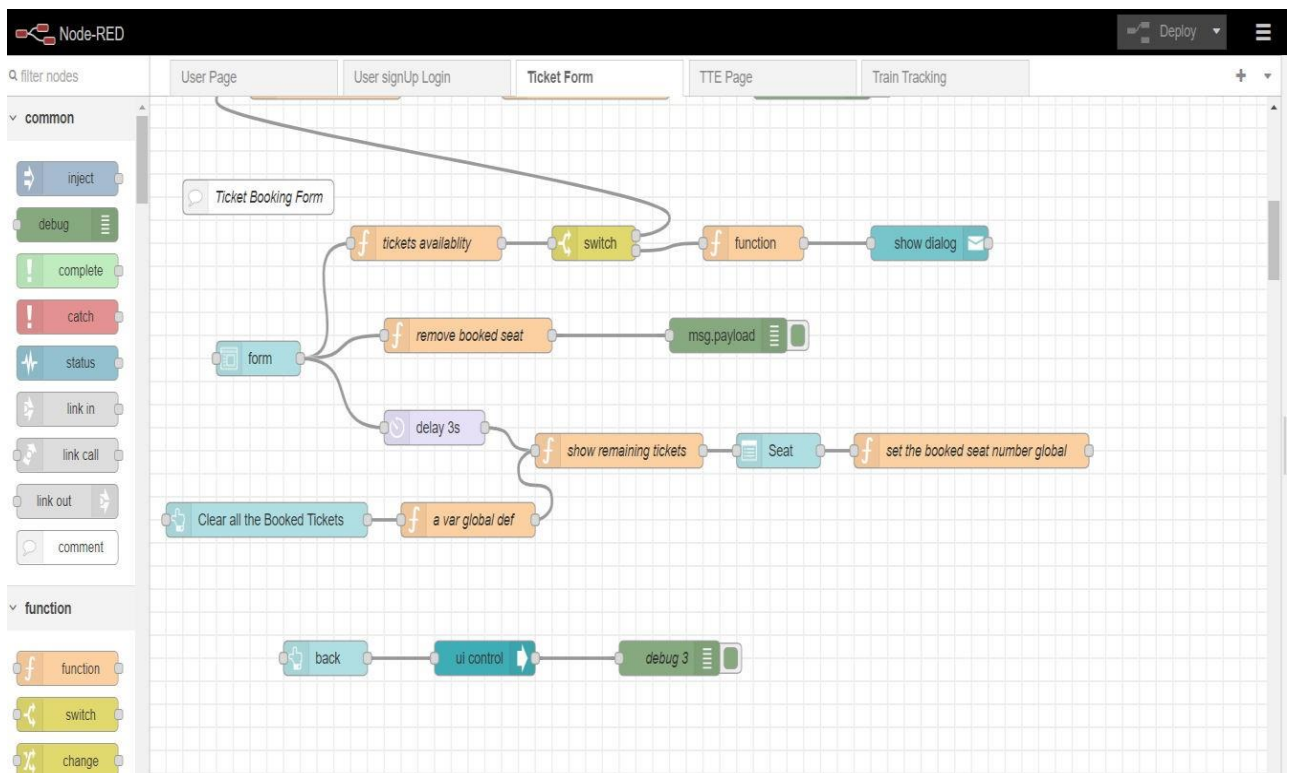 Node-RED
Deploy
filter nodes
User Page
User signUp Login
Ticket Form
TTE Page
Train Tracking
common
inject
debug
complete
catch
status
link in
link call
link out
comment
function
function
switch
change
Ticket Booking Form
tickets availablity
switch
function
show dialog
remove booked seat
msg.payload
form
delay 3s
show remaining tickets
Seat
set the booked seat number global
Clear all the Booked Tickets
a var global def
back
ui control
debug 3